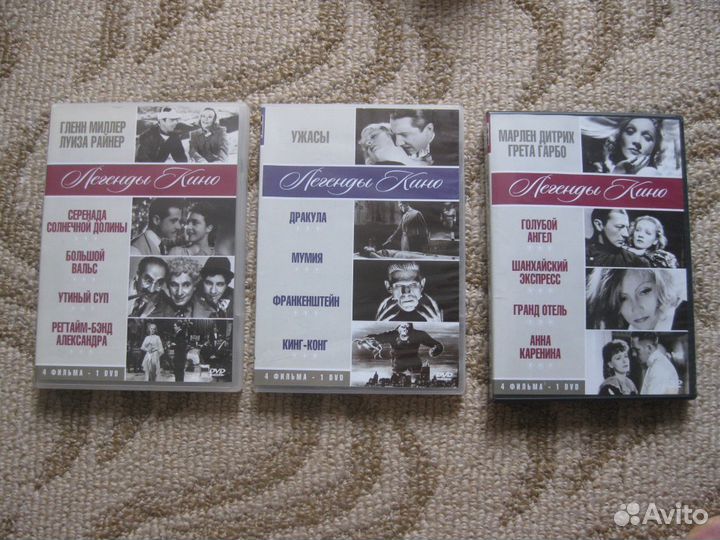 ГЛЕНН МИЛЛЕР
ЛУИЗА РАЙНЕР
Легенды Кино
СЕРЕНАДА
СОЛНЕЧНОЙ ДОЛИНЫ
БОЛЬШОЙ
ВАЛЬС
УТИНЫЙ СУП
РЕГТАЙМ-БЭНД
АЛЕКСАНДРА
4 ФИЛЬМА - 1 DVD
DVD
УЖАСЫ
Легенды Кино
ДРАКУЛА
МУМИЯ
ФРАНКЕНШТЕЙН
КИНГ-КОНГ
4 ФИЛЬМА - 1 DVD
DVD
МАРЛЕН ДИТРИХ
ГРЕТА ГАРБО
Легенды Кино
ГОЛУБОЙ
АНГЕЛ
ШАНХАЙСКИЙ
ЭКСПРЕСС
ГРАНД ОТЕЛЬ
АННА
КАРЕНИНА
4 ФИЛЬМА - 1 DVD
Avito